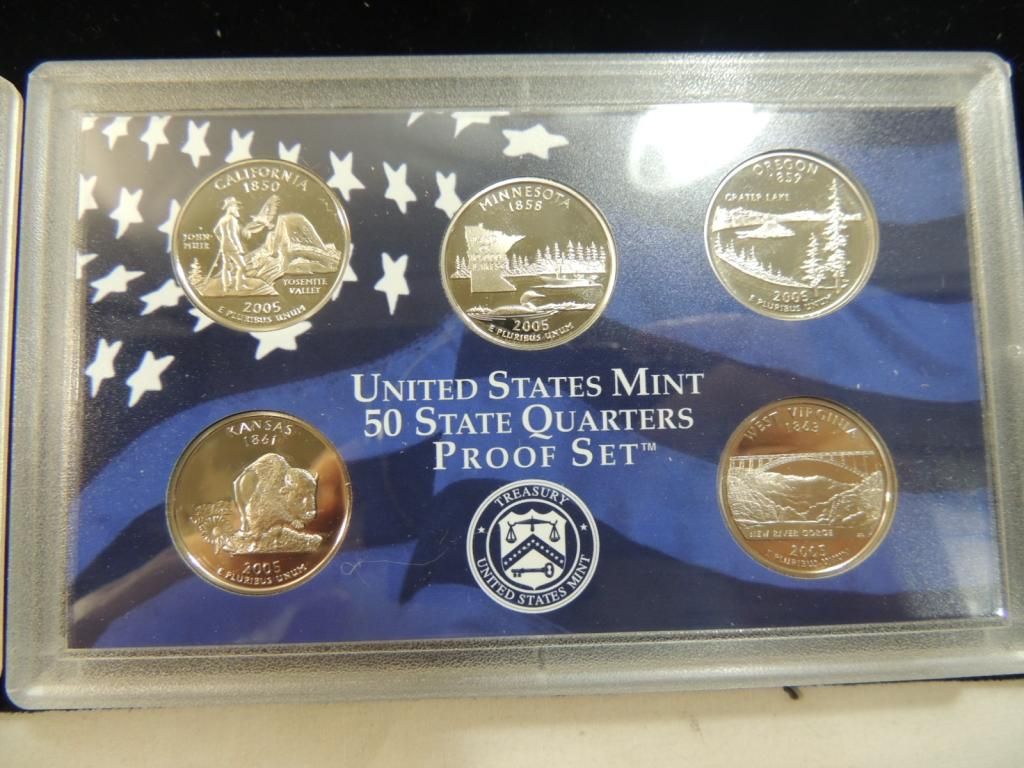 CALIFORNIA
1850
JOHN
MUIR
YOSEMITE
VALLEY
2005
E PLURIBUS UNUM
MINNESOTA
1858
LAKES
2005
E PLURIBUS UNUM
OREGON
1859
CRATER LAKE
2005
E PLURIBUS UNUM
UNITED STATES MINT
50 STATE QUARTERS
PROOF SET™
KANSAS
1861
2005
E PLURIBUS UNUM
TREASURY
UNITED STATES MINT
WEST VIRGINIA
1863
NEW RIVER GORGE
2005
E PLURIBUS UNUM